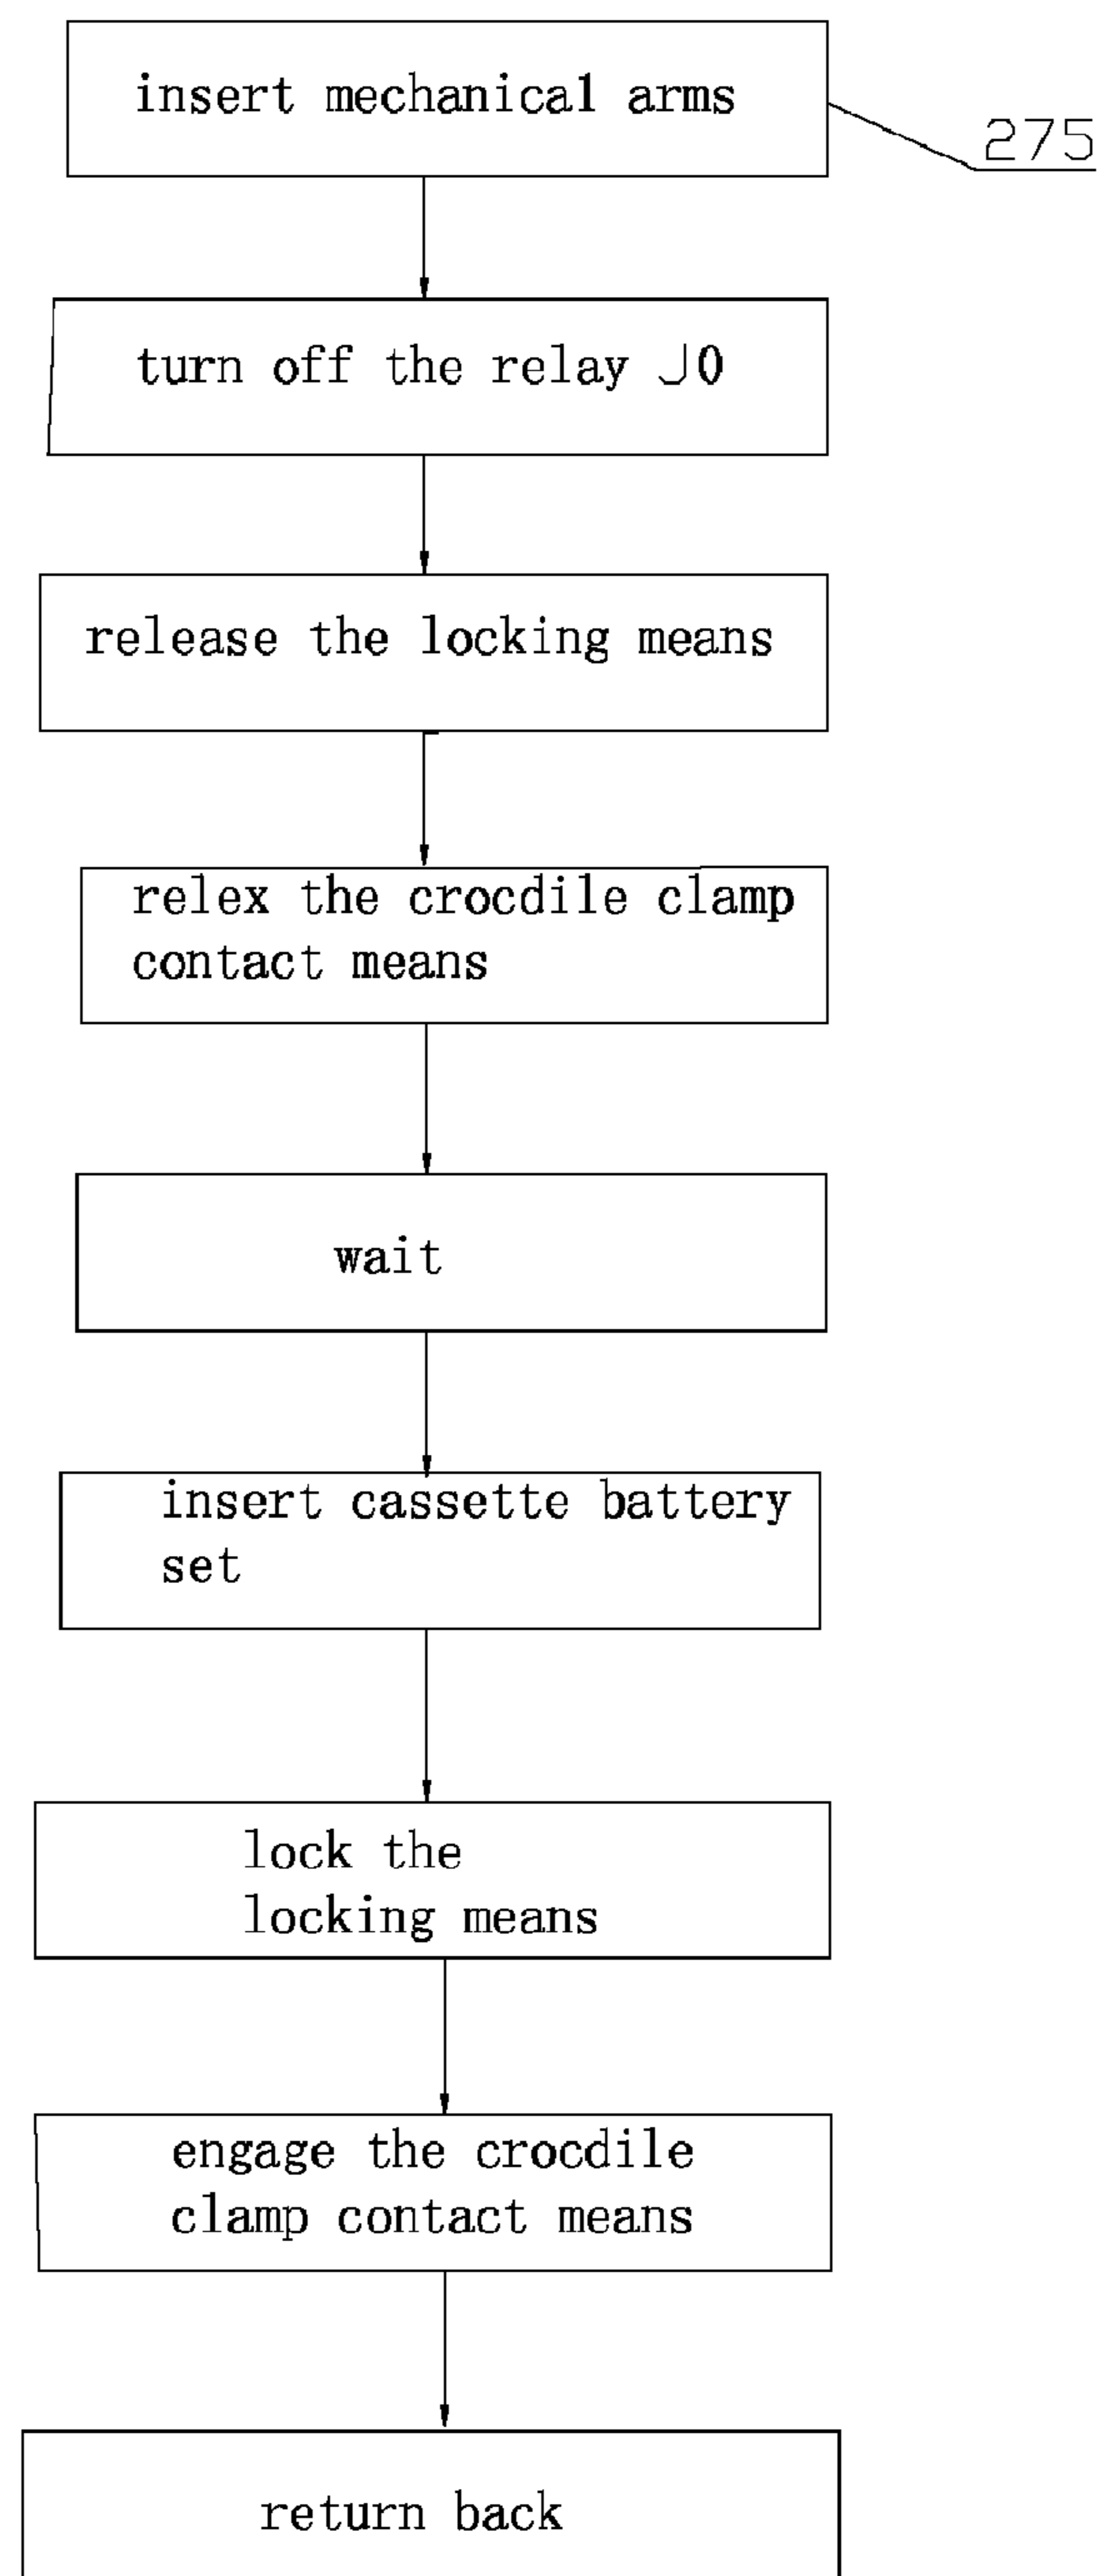 insert mechanical arms
275
turn off the relay J0
release the locking means
relex the crocdile clamp
contact means
wait
insert cassette battery
set
lock the
locking means
engage the crocdile
clamp contact means
return back